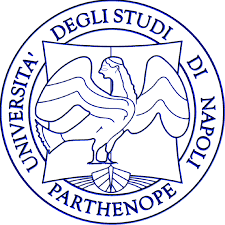 UNIVERSITA' DEGLI STUDI DI NAPOLI
PARTHENOPE